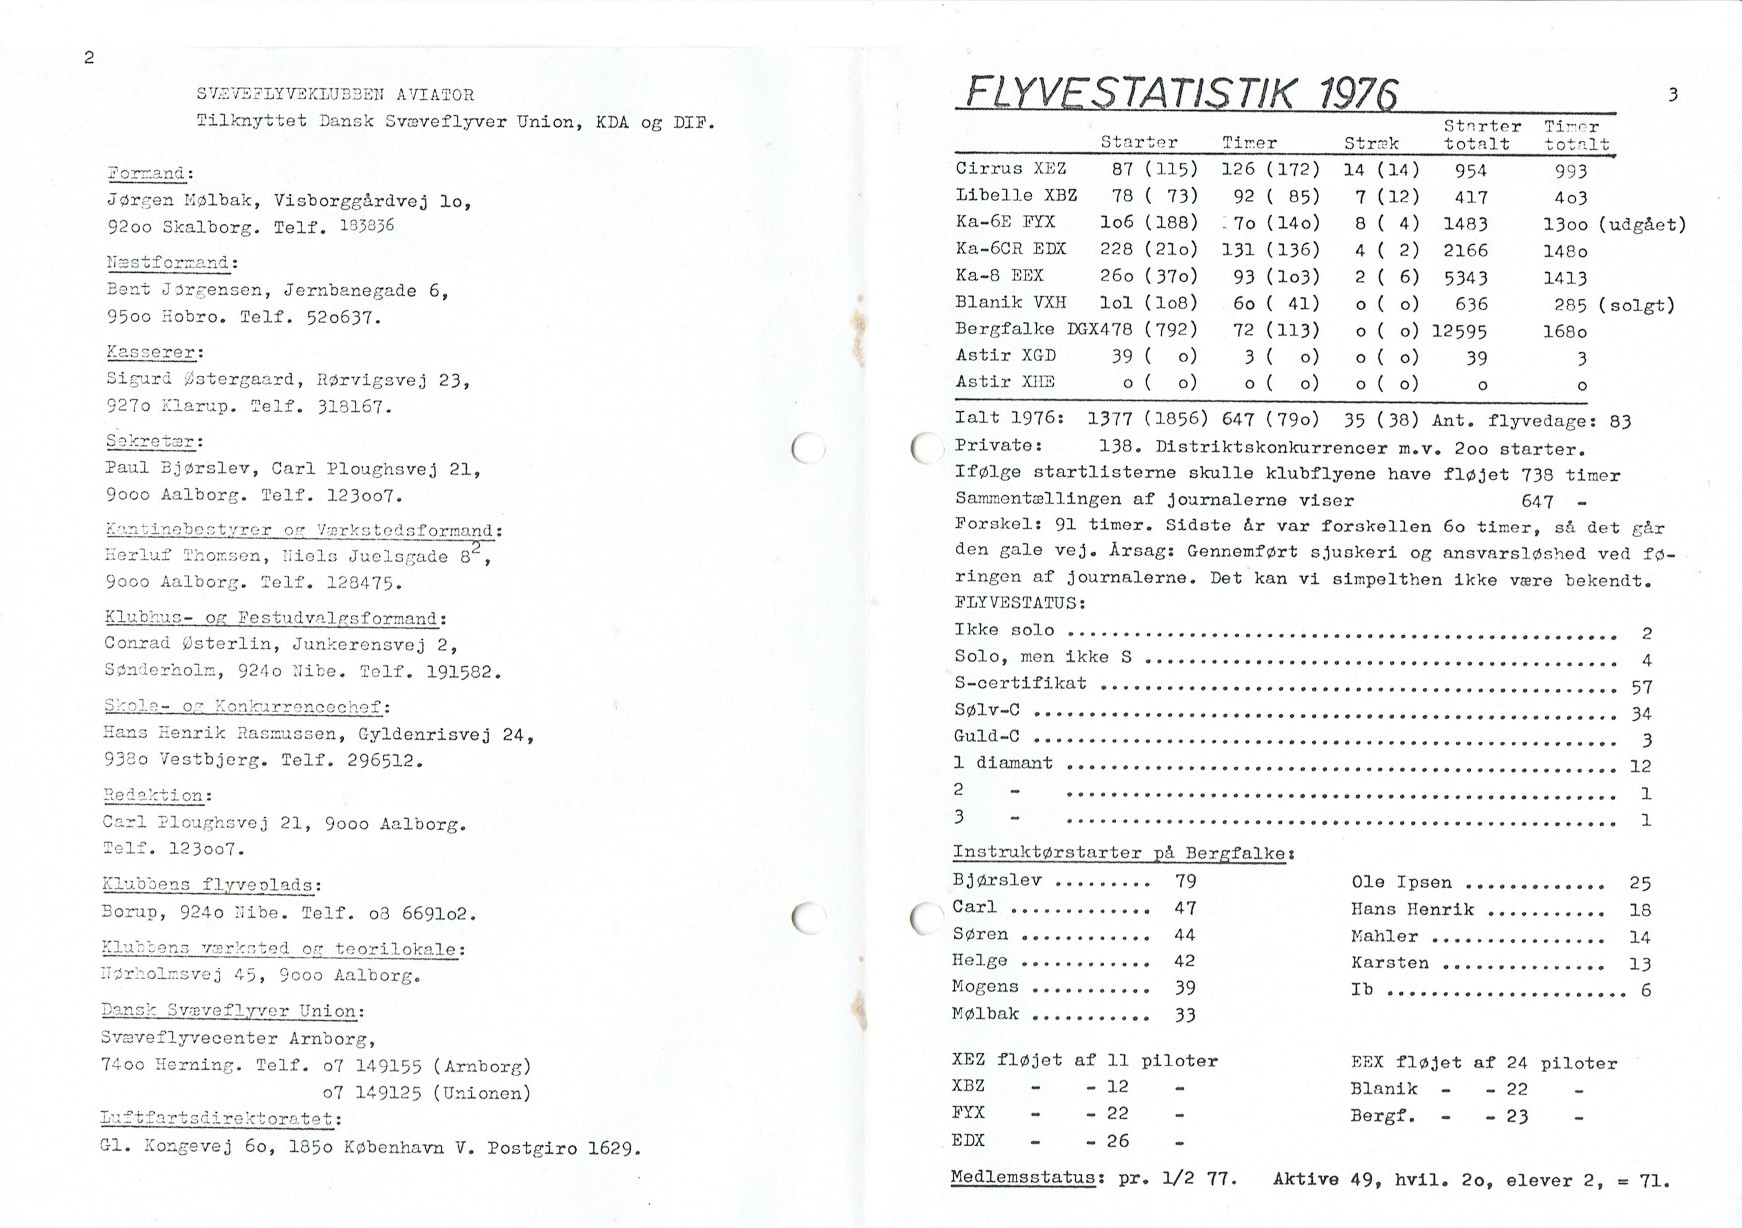 2
SVÆVEFLYVEKLUBBEN AVIATOR
Tilknyttet Dansk Svæveflyver Union, KDA og DIF.
Formand:
Jørgen Mølbak, Visborggårdvej lo,
92oo Skalborg. Telf. 183836
Næstformand:
Bent Jørgensen, Jernbanegade 6,
95oo Hobro. Telf. 52o637.
Kasserer:
Sigurd Østergaard, Rørvigsvej 23,
927o Klarup. Telf. 318167.
Sekretær:
Paul Bjørslev, Carl Ploughsvej 21,
9ooo Aalborg. Telf. 123oo7.
Kantinebestyrer og Værkstedsformand:
Herluf Thomsen, Niels Juelsgade 8²,
9ooo Aalborg. Telf. 128475.
Klubhus- og Festudvalgsformand:
Conrad Østerlin, Junkerensvej 2,
Sønderholm, 924o Nibe. Telf. 191582.
Skole- og Konkurrencechef:
Hans Henrik Rasmussen, Gyldenrisvej 24,
938o Vestbjerg. Telf. 296512.
Redaktion:
Carl Ploughsvej 21, 9ooo Aalborg.
Telf. 123oo7.
Klubbens flyveplads:
Borup, 924o Nibe. Telf. o8 6691o2.
Klubbens værksted og teorilokale:
Nørholmsvej 45, 9ooo Aalborg.
Dansk Svæveflyver Union:
Svæveflyvecenter Arnborg,
74oo Herning. Telf. o7 149155 (Arnborg)
o7 149125 (Unionen)
Luftfartsdirektoratet:
Gl. Kongevej 6o, 185o København V. Postgiro 1629.
FLYVESTATISTIK 1976
3
Starter Timer
Starter Timer Stræk totalt totalt
Cirrus XEZ 87 (115) 126 (172) 14 (14) 954 993
Libelle XBZ 78 ( 73) 92 ( 85) 7 (12) 417 4o3
Ka-6E FYX lo6 (188) 7o (14o) 8 ( 4) 1483 13oo (udgået)
Ka-6CR EDX 228 (21o) 131 (136) 4 ( 2) 2166 148o
Ka-8 EEX 26o (37o) 93 (lo3) 2 ( 6) 5343 1413
Blanik VXH lol (lo8) 6o ( 41) o ( o) 636 285 (solgt)
Bergfalke DGX478 (792) 72 (113) o ( o) 12595 168o
Astir XGD 39 ( o) 3 ( o) o ( o) 39 3
Astir XHE o ( o) o ( o) o ( o) o o
Ialt 1976: 1377 (1856) 647 (79o) 35 (38) Ant. flyvedage: 83
Private: 138. Distriktskonkurrencer m.v. 2oo starter.
Ifølge startlisterne skulle klubflyene have fløjet 738 timer
Sammentællingen af journalerne viser 647 -
Forskel: 91 timer. Sidste år var forskellen 6o timer, så det går
den gale vej. Årsag: Gennemført sjuskeri og ansvarsløshed ved fø-
ringen af journalerne. Det kan vi simpelthen ikke være bekendt.
FLYVESTATUS:
Ikke solo .................................................. 2
Solo, men ikke S ........................................... 4
S-certifikat ............................................... 57
Sølv-C ..................................................... 34
Guld-C ..................................................... 3
1 diamant .................................................. 12
2 - .................................................. 1
3 - .................................................. 1
Instruktørstarter på Bergfalke:
Bjørslev ......... 79 Ole Ipsen ............. 25
Carl ............. 47 Hans Henrik ........... 18
Søren ............ 44 Mahler ................ 14
Helge ............ 42 Karsten ............... 13
Mogens ........... 39 Ib ...................... 6
Mølbak ........... 33
XEZ fløjet af 11 piloter EEX fløjet af 24 piloter
XBZ - - 12 - Blanik - - 22 -
FYX - - 22 - Bergf. - - 23 -
EDX - - 26 -
Medlemsstatus: pr. 1/2 77. Aktive 49, hvil. 2o, elever 2, = 71.